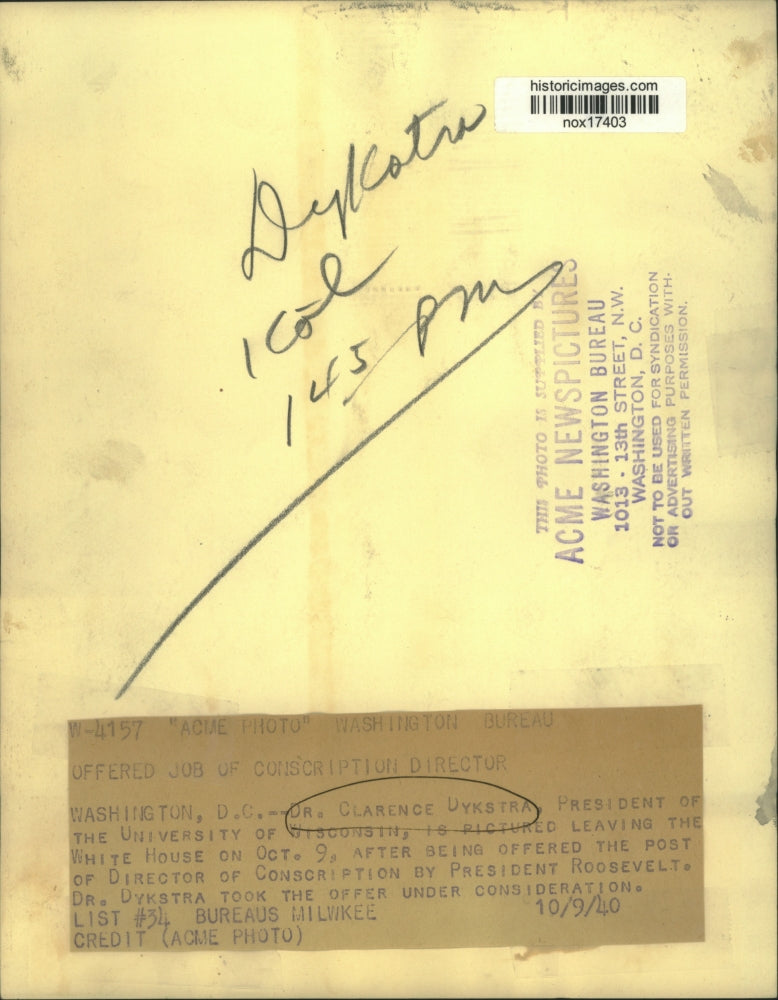 historicimages.com
nox17403
Dykstra
1 Col
145 pm
THIS PHOTO IS SUPPLIED BY
ACME NEWSPICTURES
WASHINGTON BUREAU
1013 - 13th STREET, N.W.
WASHINGTON, D. C.
NOT TO BE USED FOR SYNDICATION
OR ADVERTISING PURPOSES WITH-
OUT WRITTEN PERMISSION.
W-4157 "ACME PHOTO" WASHINGTON BUREAU
OFFERED JOB OF CONSCRIPTION DIRECTOR
WASHINGTON, D.C.--DR. CLARENCE DYKSTRA, PRESIDENT OF
THE UNIVERSITY OF WISCONSIN, IS PICTURED LEAVING THE
WHITE HOUSE ON OCT. 9, AFTER BEING OFFERED THE POST
OF DIRECTOR OF CONSCRIPTION BY PRESIDENT ROOSEVELT.
DR. DYKSTRA TOOK THE OFFER UNDER CONSIDERATION.
LIST #34 BUREAUS MILWKEE 10/9/40
CREDIT (ACME PHOTO)